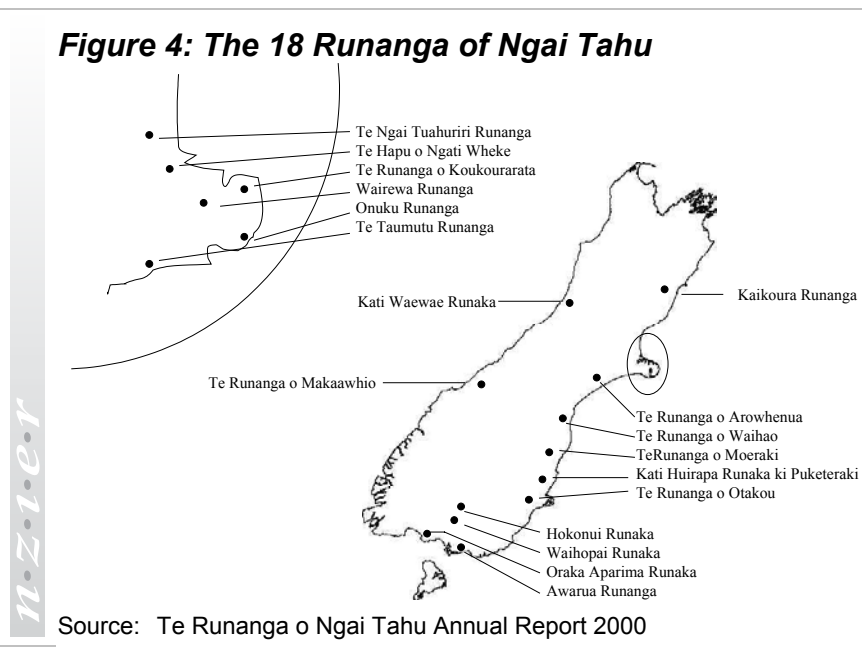 Figure 4: The 18 Runanga of Ngai Tahu
Te Ngai Tuahuriri Runanga
Te Hapu o Ngati Wheke
Te Runanga o Koukourarata
Wairewa Runanga
Onuku Runanga
Te Taumutu Runanga
Kati Waewae Runaka
Kaikoura Runanga
Te Runanga o Makaawhio
Te Runanga o Arowhenua
Te Runanga o Waihao
TeRunanga o Moeraki
Kati Huirapa Runaka ki Puketeraki
Te Runanga o Otakou
Hokonui Runaka
Waihopai Runaka
Oraka Aparima Runaka
Awarua Runanga
n•z•i•e•r
Source: Te Runanga o Ngai Tahu Annual Report 2000